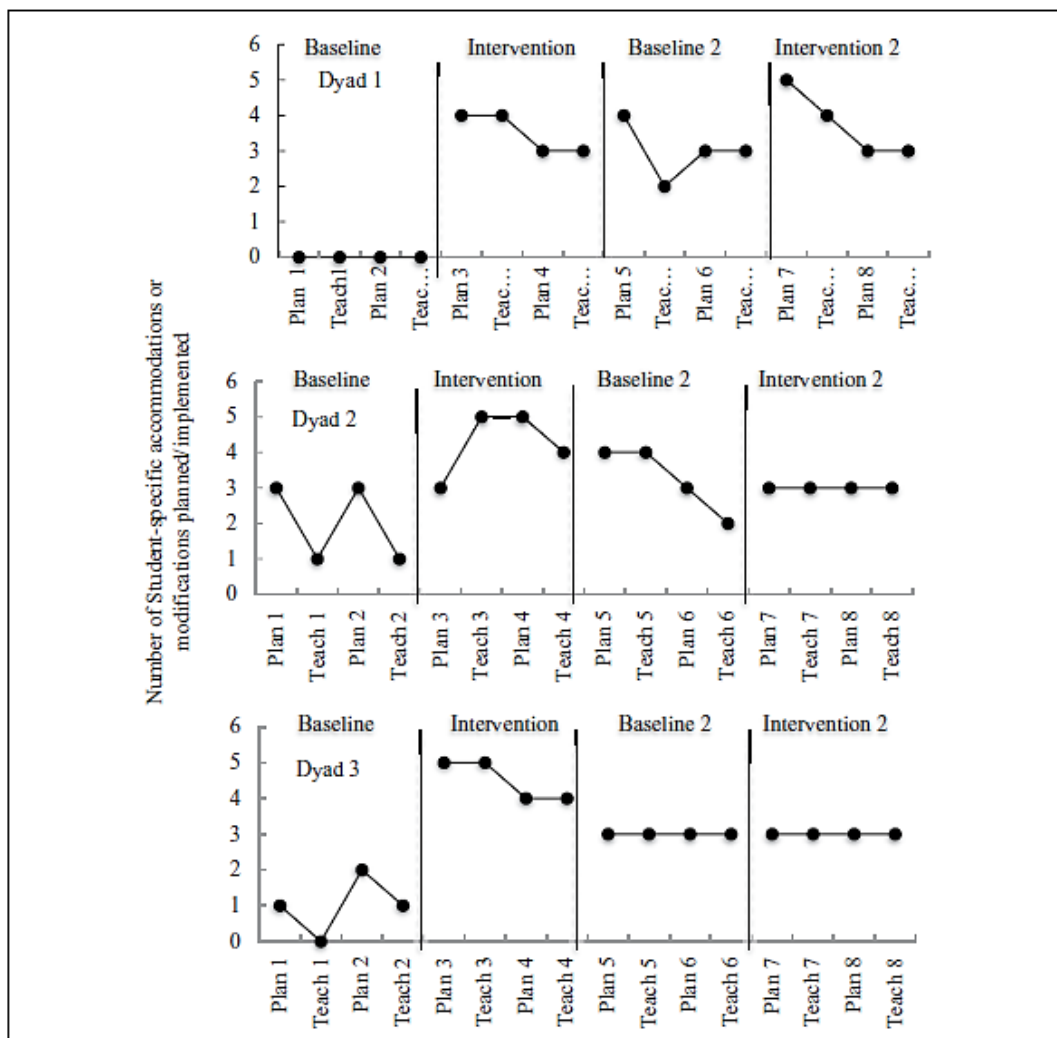 Number of Student-specific accommodations or
modifications planned/implemented
Baseline Intervention Baseline 2 Intervention 2
Dyad 1
6
5
4
3
2
1
0
Plan 1 Teach1 Plan 2 Teac... Plan 3 Teac... Plan 4 Teac... Plan 5 Teac... Plan 6 Teac... Plan 7 Teac... Plan 8 Teac...
Baseline Intervention Baseline 2 Intervention 2
Dyad 2
6
5
4
3
2
1
0
Plan 1 Teach 1 Plan 2 Teach 2 Plan 3 Teach 3 Plan 4 Teach 4 Plan 5 Teach 5 Plan 6 Teach 6 Plan 7 Teach 7 Plan 8 Teach 8
Baseline Intervention Baseline 2 Intervention 2
Dyad 3
6
5
4
3
2
1
0
Plan 1 Teach 1 Plan 2 Teach 2 Plan 3 Teach 3 Plan 4 Teach 4 Plan 5 Teach 5 Plan 6 Teach 6 Plan 7 Teach 7 Plan 8 Teach 8